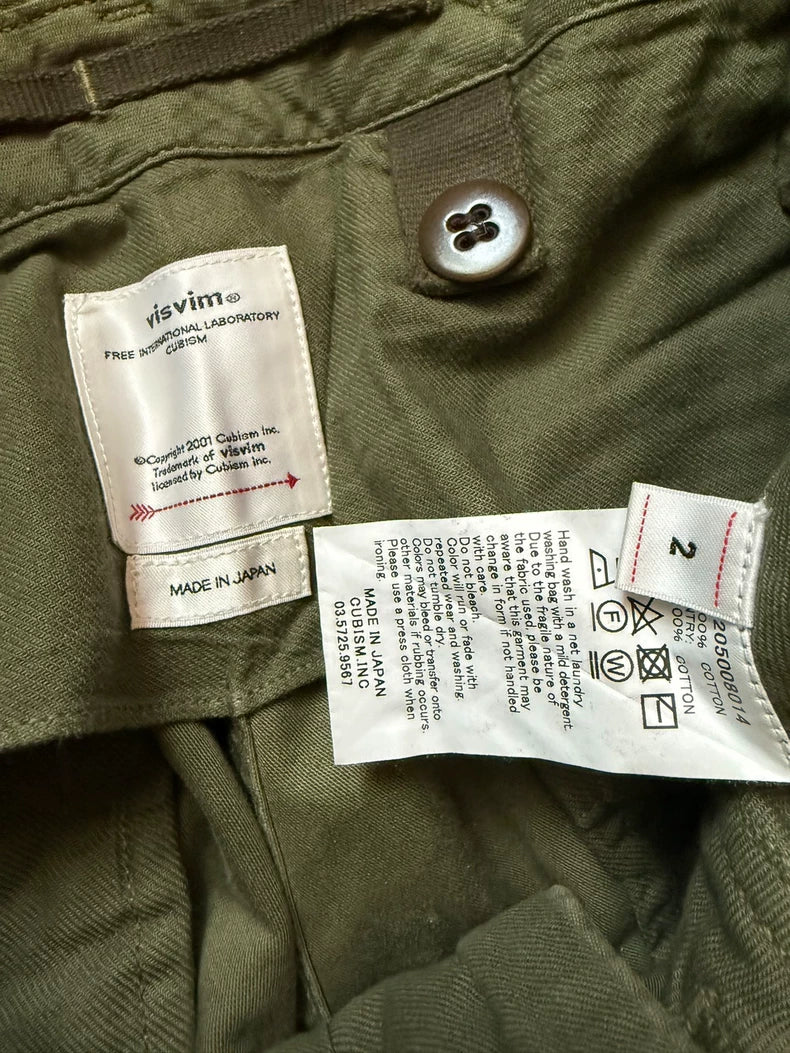 visvim®
FREE INTERNATIONAL LABORATORY
CUBISM
©Copyright 2001 Cubism inc.
Trademark of visvim
licensed by Cubism inc.
MADE IN JAPAN
2
205008014
00% COTTON
NTRY:
00% COTTON
Hand wash in a net laundry
washing bag with a mild detergent.
Due to the fragile nature of
the fabric used, please be
aware that this garment may
change in form if not handled
with care.
Do not bleach.
Color will run or fade with
repeated wear and washing.
Do not tumble dry.
Colors may bleed or transfer onto
other materials if rubbing occurs.
Please use a press cloth when
ironing.
MADE IN JAPAN
CUBISM.INC
03.5725.9567